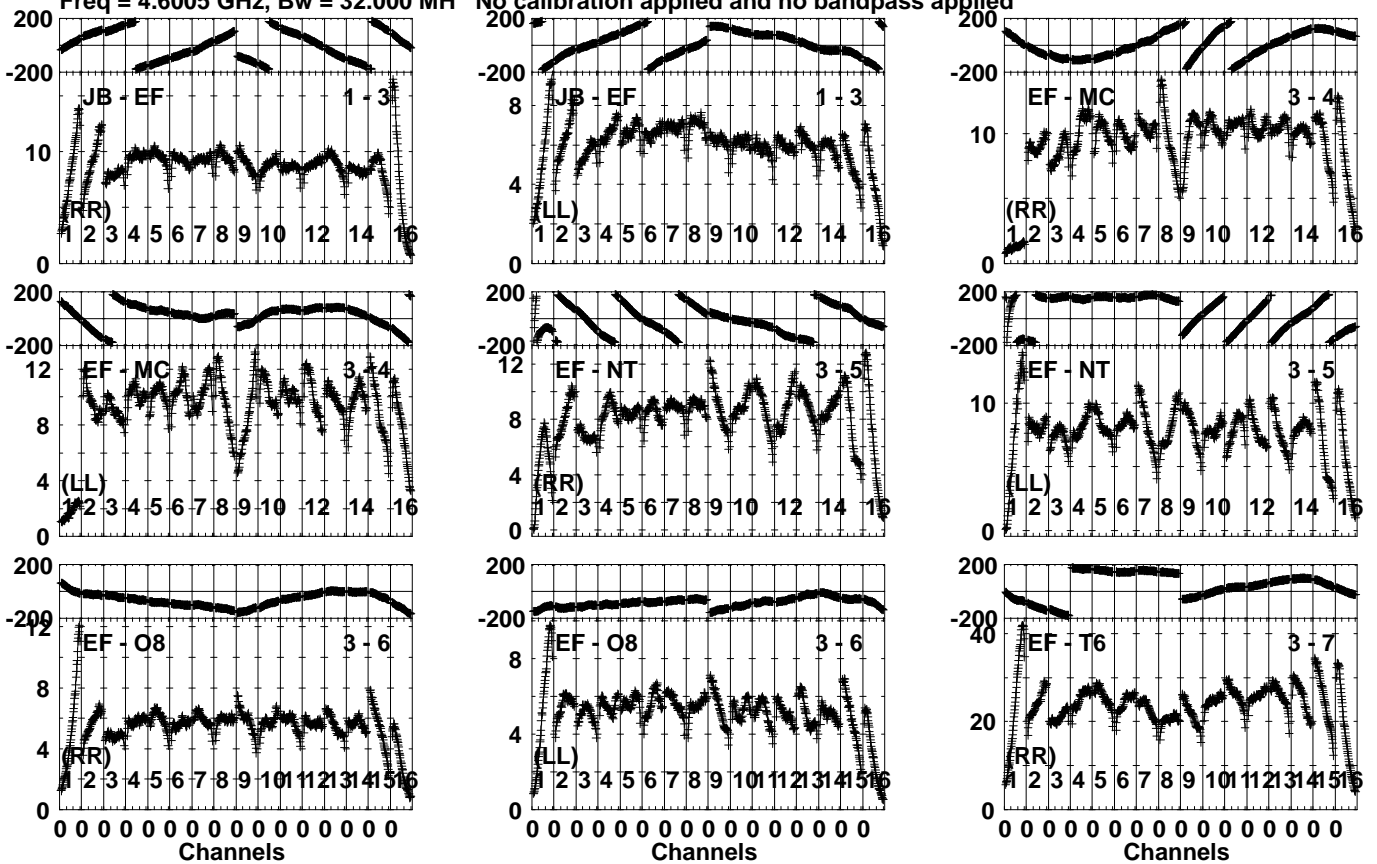 Freq = 4.6005 GHz, Bw = 32.000 MH No calibration applied and no bandpass applied
200 200 200
-200 -200 -200
JB - EF 1 - 3 JB - EF 1 - 3 EF - MC 3 - 4
8
10 10
4
(RR) (LL) (RR)
1 2 3 4 5 6 7 8 9 10 12 14 16 1 2 3 4 5 6 7 8 9 10 12 14 16 1 2 3 4 5 6 7 8 9 10 12 14 16
0 0 0
200 200 200
-200 -200 -200
12 EF - MC 3 - 4 12 EF - NT 3 - 5 EF - NT 3 - 5
8 8 10
4 4
(LL) (RR) (LL)
1 2 3 4 5 6 7 8 9 10 12 14 16 1 2 3 4 5 6 7 8 9 10 12 14 16 1 2 3 4 5 6 7 8 9 10 12 14 16
0 0 0
200 200 200
-200 -200 -200
12 EF - O8 3 - 6 EF - O8 3 - 6 40 EF - T6 3 - 7
8 8
20
4 4
(RR) (LL) (RR)
1 2 3 4 5 6 7 8 9 10 11 12 13 14 15 16 1 2 3 4 5 6 7 8 9 10 11 12 13 14 15 16 1 2 3 4 5 6 7 8 9 10 11 12 13 14 15 16
0 0 0
0 0 0 0 0 0 0 0 0 0 0 0 0 0 0 0 0 0 0 0 0 0 0 0 0 0 0 0 0 0 0 0 0 0 0 0 0 0 0 0 0 0 0 0 0 0 0 0
Channels Channels Channels